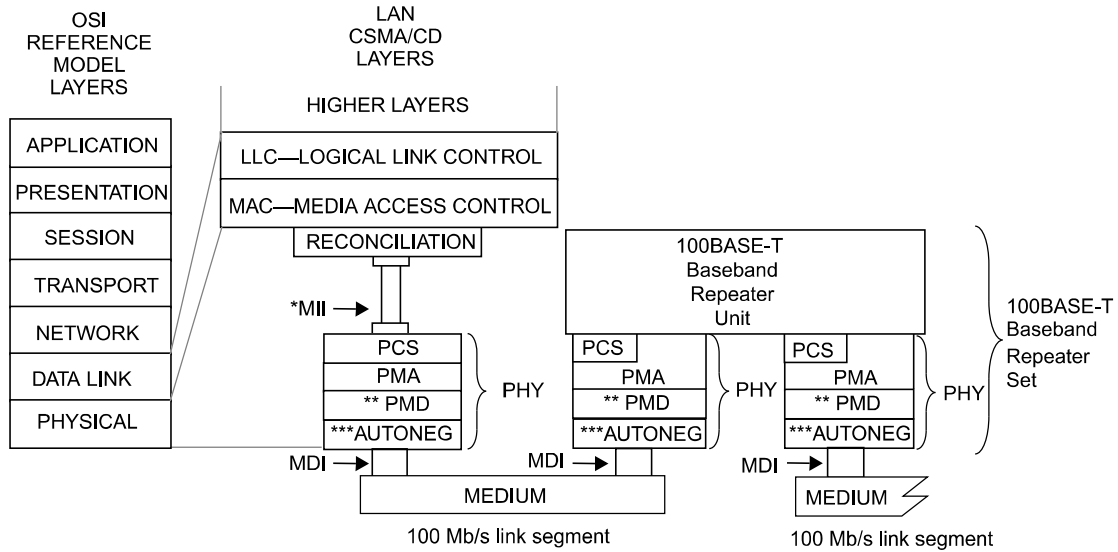 OSI
REFERENCE
MODEL
LAYERS
LAN
CSMA/CD
LAYERS
HIGHER LAYERS
APPLICATION
PRESENTATION
SESSION
TRANSPORT
NETWORK
DATA LINK
PHYSICAL
LLC—LOGICAL LINK CONTROL
MAC—MEDIA ACCESS CONTROL
RECONCILIATION
*MII
PCS
PMA
** PMD
***AUTONEG
PHY
MDI
100BASE-T
Baseband
Repeater
Unit
PCS
PMA
** PMD
***AUTONEG
PHY
MDI
PCS
PMA
** PMD
***AUTONEG
PHY
MDI
100BASE-T
Baseband
Repeater
Set
MEDIUM
100 Mb/s link segment
MEDIUM
100 Mb/s link segment